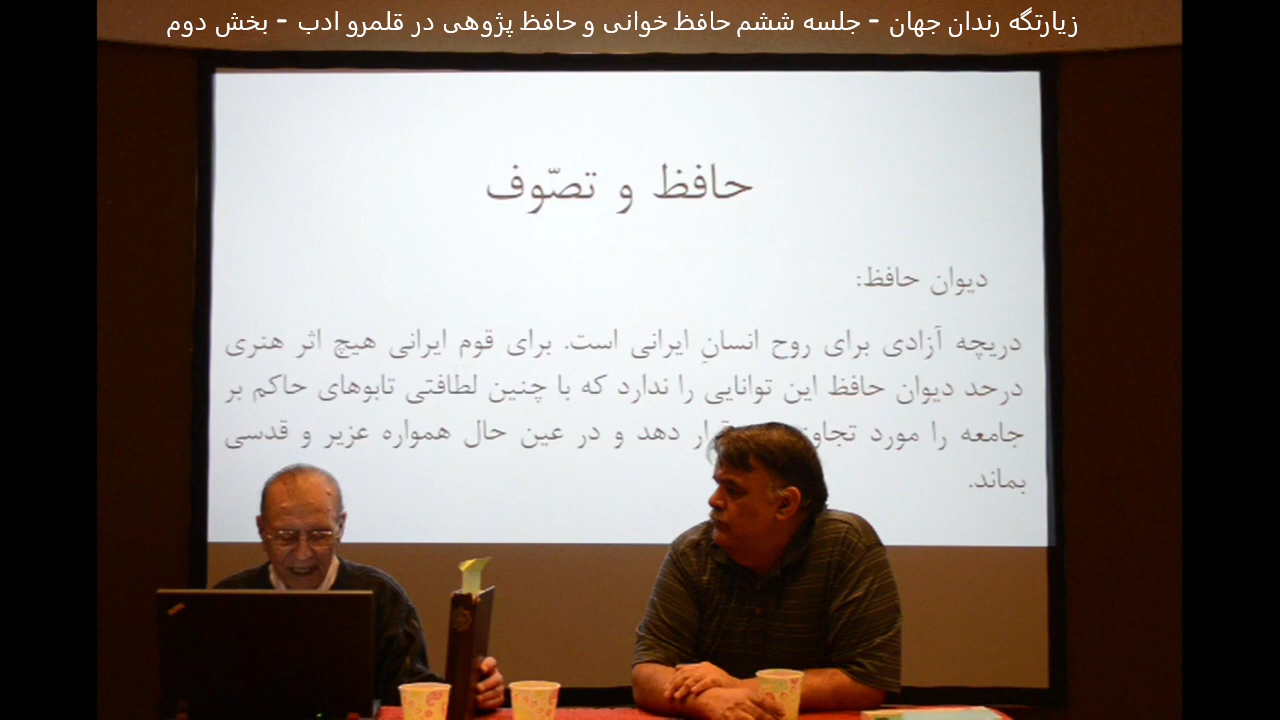 زیارتگه رندان جهان - جلسه ششم حافظ خوانی و حافظ پژوهی در قلمرو ادب - بخش دوم
حافظ و تصّوف
دیوان حافظ:
دریچه آزادی برای روح انسانِ ایرانی است. برای قوم ایرانی هیچ اثر هنری
درحد دیوان حافظ این توانایی را ندارد که با چنین لطافتی تابوهای حاکم بر
جامعه را مورد تجاوز قرار دهد و در عین حال همواره عزیر و قدسی
بماند.